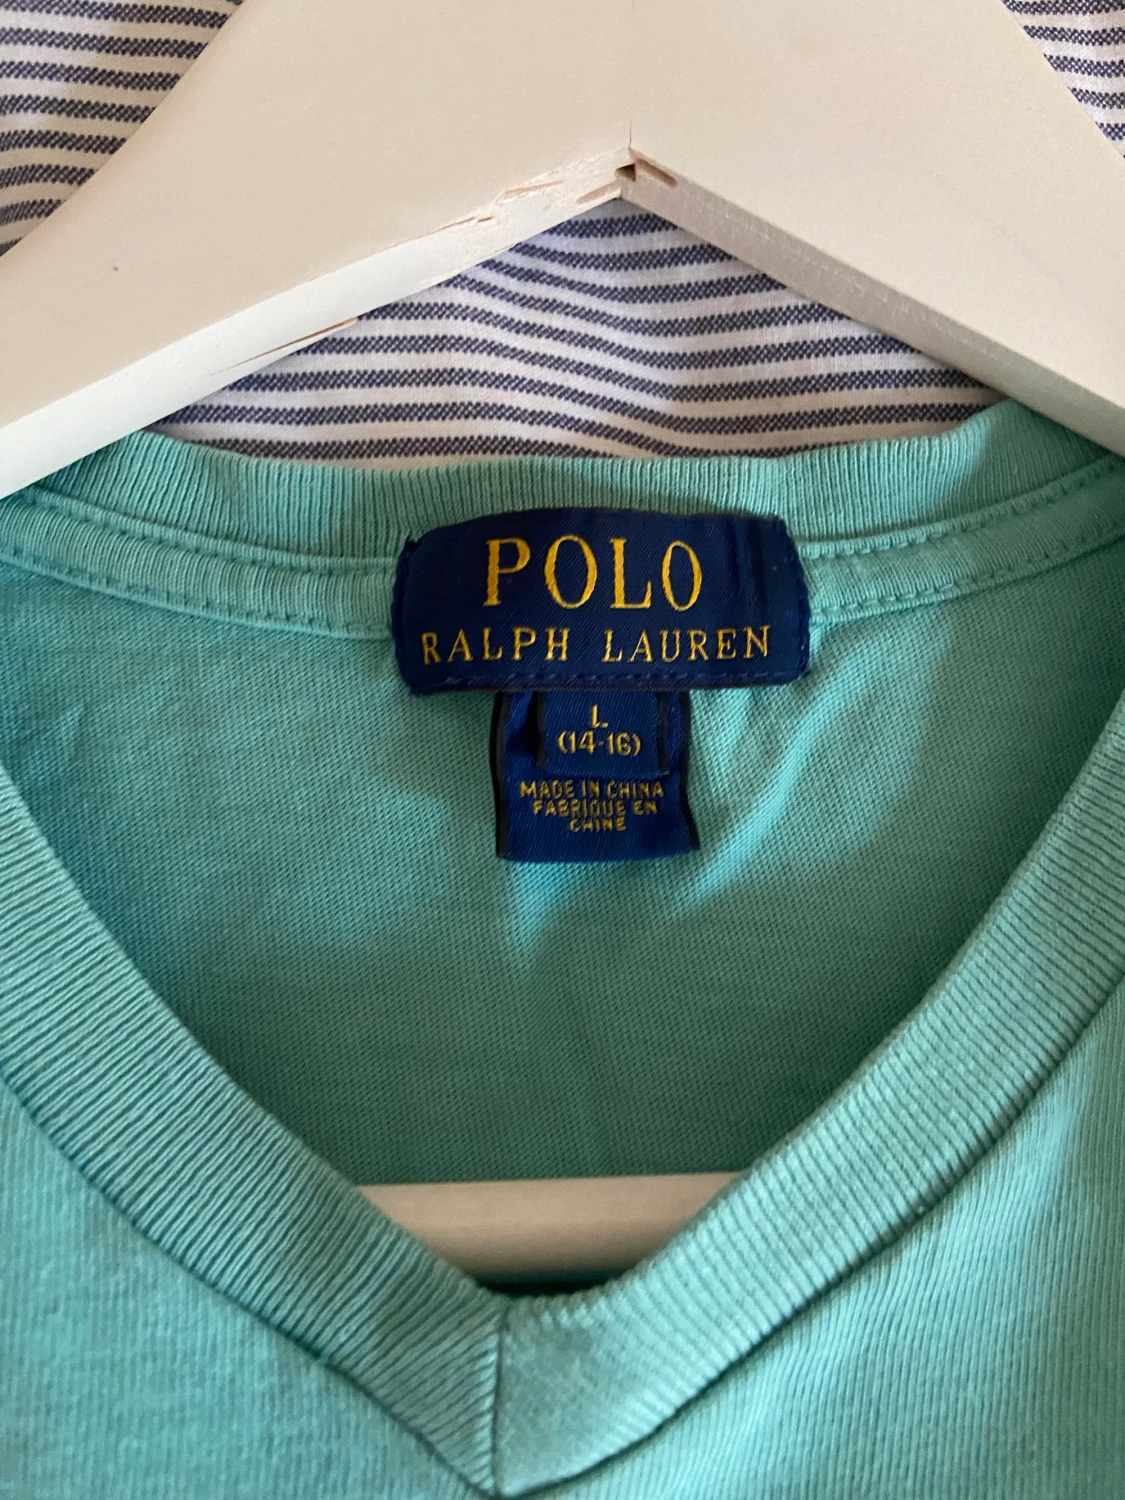 POLO
RALPH LAUREN
L
(14-16)
MADE IN CHINA
FABRIQUE EN
CHINE